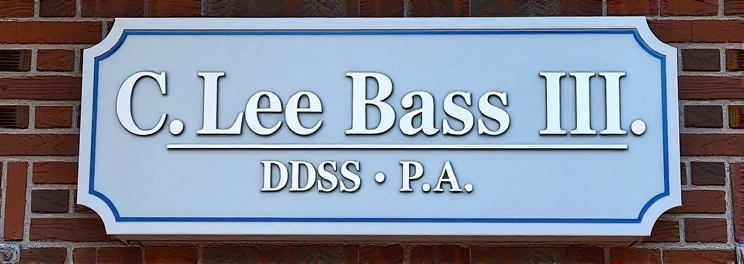 C. Lee Bass III.
DDSS • P.A.